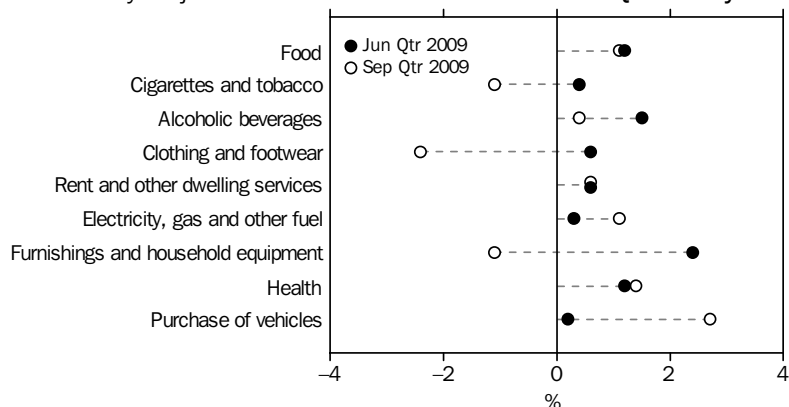 Jun Qtr 2009
Sep Qtr 2009
Food
Cigarettes and tobacco
Alcoholic beverages
Clothing and footwear
Rent and other dwelling services
Electricity, gas and other fuel
Furnishings and household equipment
Health
Purchase of vehicles
–4
–2
0
2
4
%